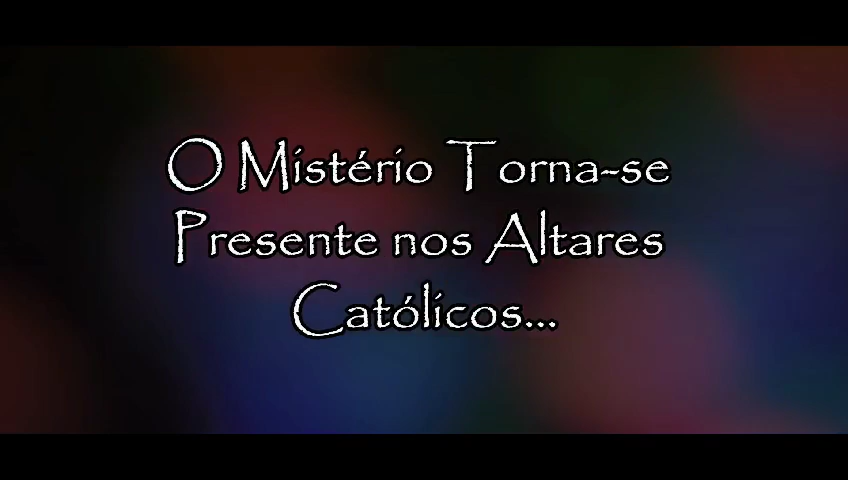 O Mistério Torna-se
Presente nos Altares
Católicos...